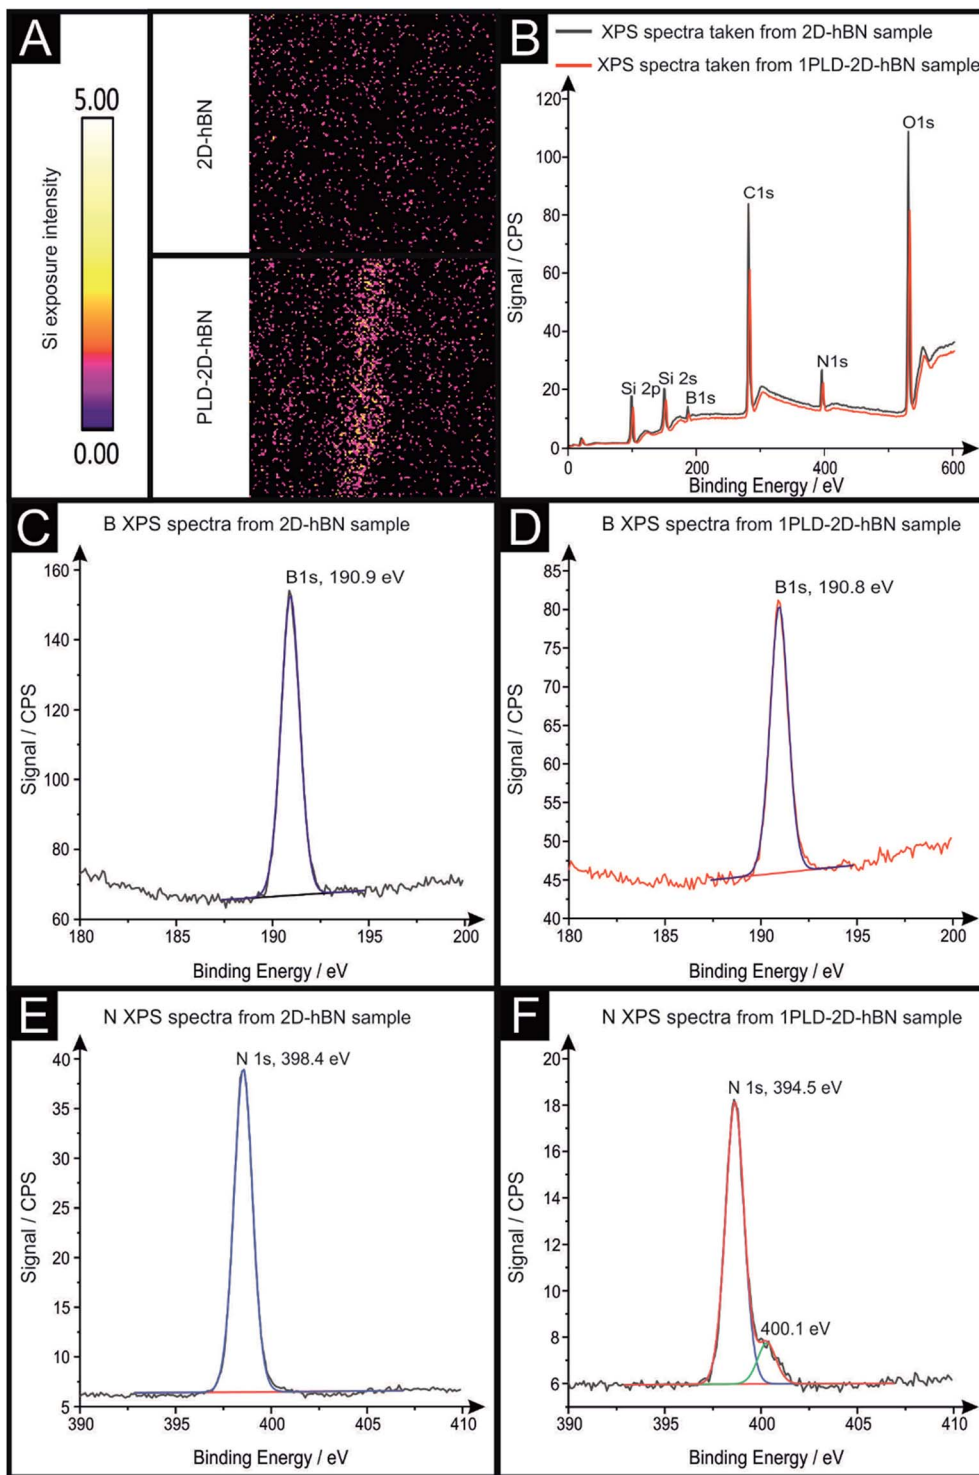 A
5.00
Si exposure intensity
0.00
2D-hBN
PLD-2D-hBN
B
XPS spectra taken from 2D-hBN sample
XPS spectra taken from 1PLD-2D-hBN sample
Signal / CPS
120
100
80
60
40
20
0
O1s
C1s
N1s
Si 2p
Si 2s
B1s
0
200
400
600
Binding Energy / eV
C
B XPS spectra from 2D-hBN sample
B1s, 190.9 eV
Signal / CPS
160
140
120
100
80
60
180
185
190
195
200
Binding Energy / eV
D
B XPS spectra from 1PLD-2D-hBN sample
B1s, 190.8 eV
Signal / CPS
85
80
75
70
65
60
55
50
45
40
180
185
190
195
200
Binding Energy / eV
E
N XPS spectra from 2D-hBN sample
N 1s, 398.4 eV
Signal / CPS
40
35
30
25
20
15
10
5
390
395
400
405
410
Binding Energy / eV
F
N XPS spectra from 1PLD-2D-hBN sample
N 1s, 394.5 eV
400.1 eV
Signal / CPS
20
18
16
14
12
10
8
6
390
395
400
405
410
Binding Energy / eV